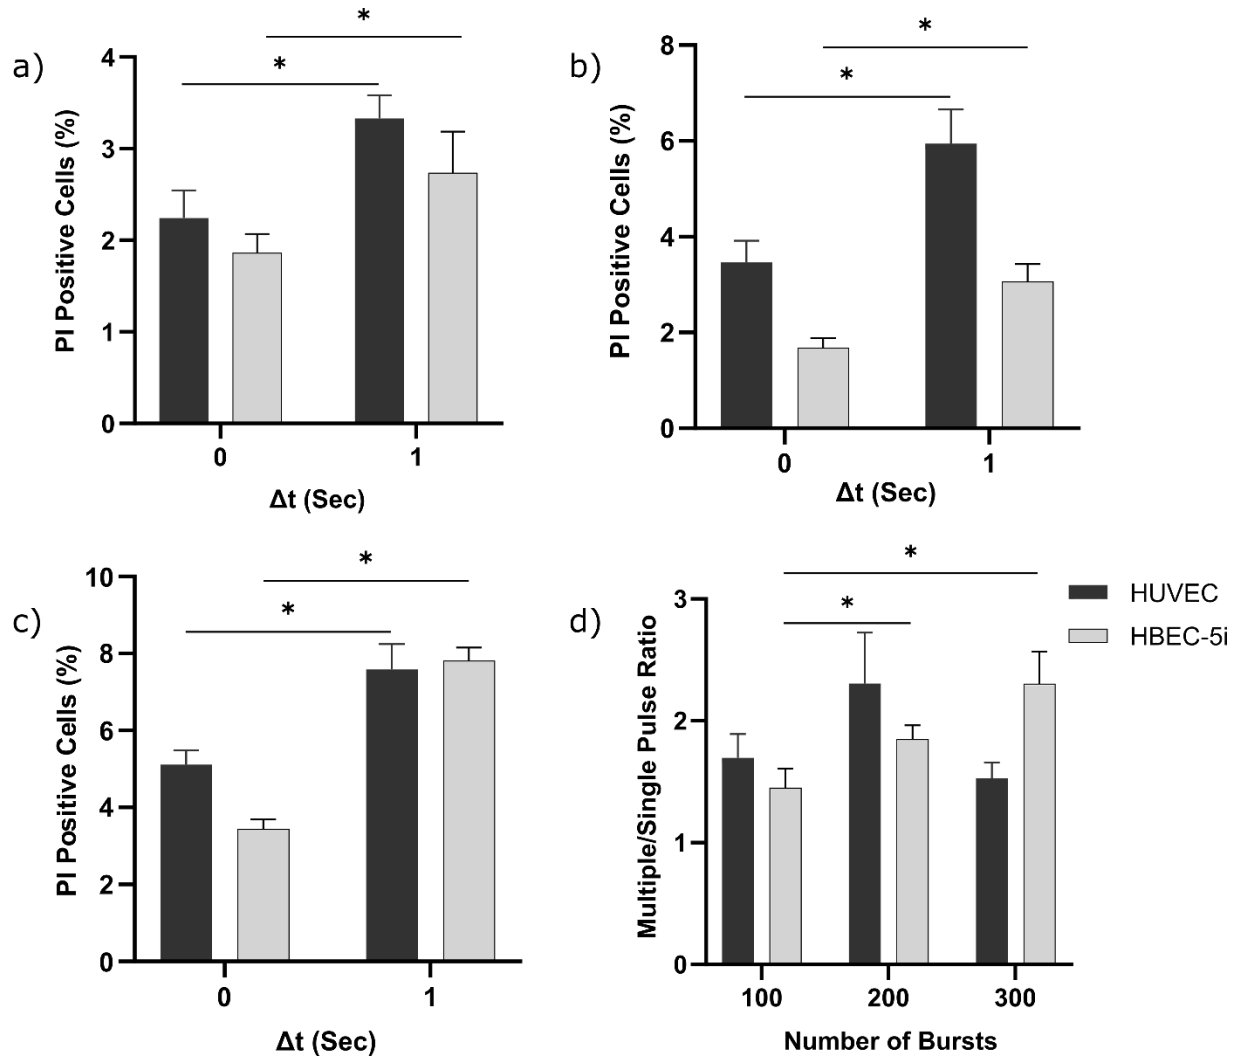 a)
*
*
4
3
2
1
0
PI Positive Cells (%)
0 1
Δt (Sec)
b)
*
*
8
6
4
2
0
PI Positive Cells (%)
0 1
Δt (Sec)
c)
*
*
10
8
6
4
2
0
PI Positive Cells (%)
0 1
Δt (Sec)
d)
*
*
3
2
1
0
Multiple/Single Pulse Ratio
100 200 300
Number of Bursts
HUVEC
HBEC-5i